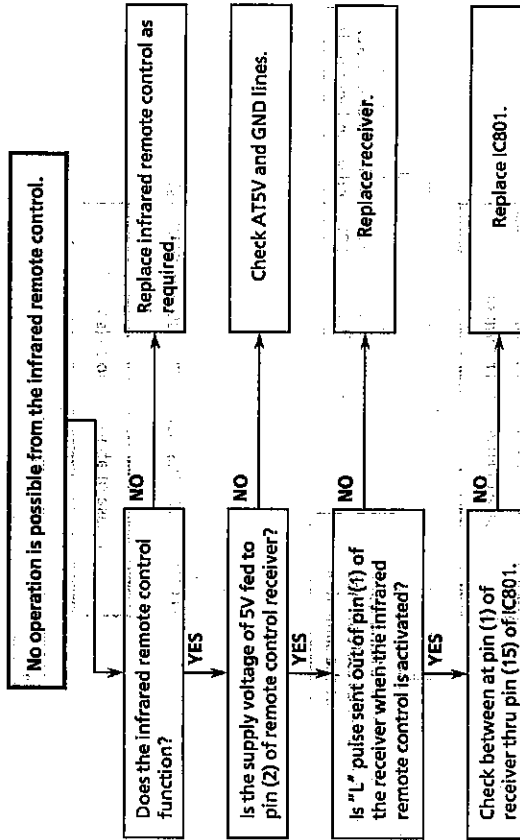 No operation is possible from the infrared remote control.
Does the infrared remote control
function?
NO
Replace infrared remote control as
required.
YES
Is the supply voltage of 5V fed to
pin (2) of remote control receiver?
NO
Check AT5V and GND lines.
YES
Is "L" pulse sent out of pin (1) of
the receiver when the infrared
remote control is activated?
NO
Replace receiver.
YES
Check between at pin (1) of
receiver thru pin (15) of IC801.
NO
Replace IC801.